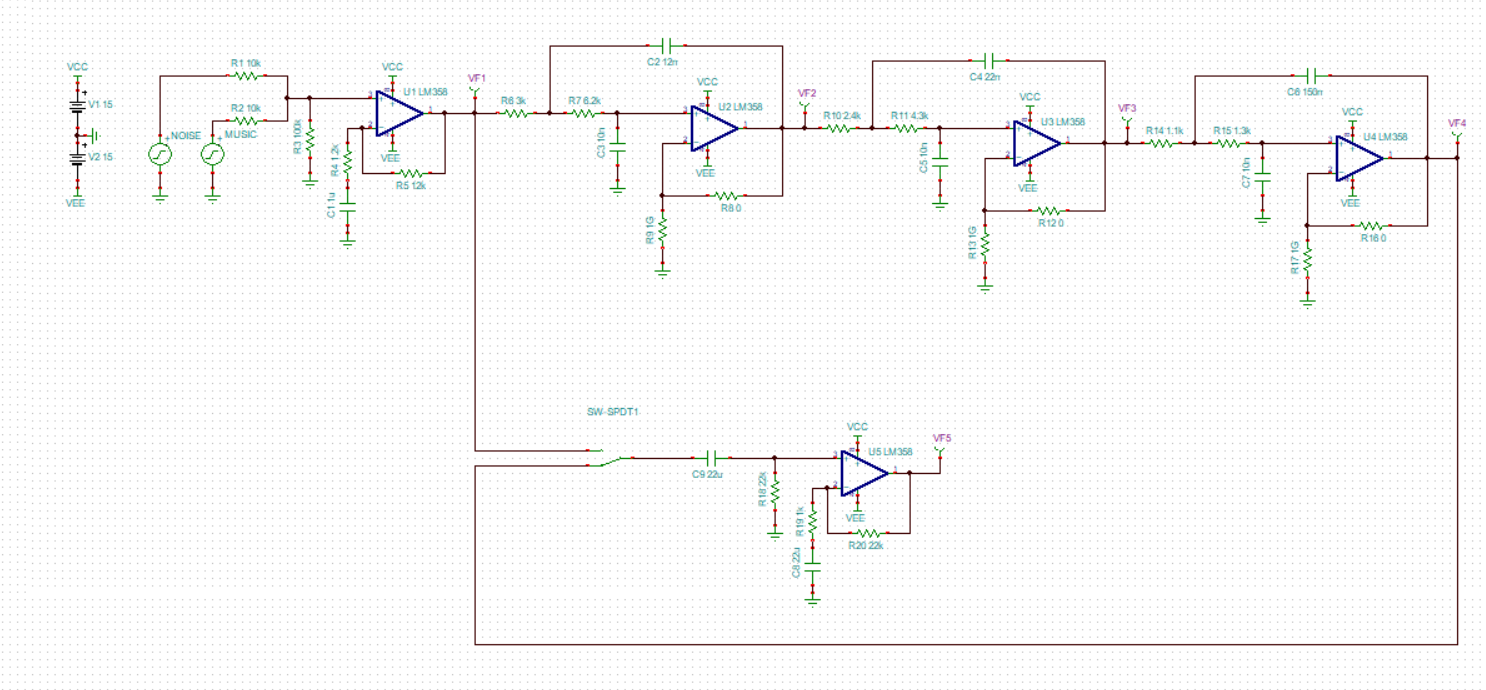 VCC
V1 15
V2 15
VEE
R1 10k
R2 10k
NOISE
MUSIC
R3 100k
R4 1.2k
C1 1u
VCC
U1 LM358
VEE
R5 12k
VF1
R6 3k
R7 6.2k
C2 12n
C3 10n
VCC
U2 LM358
VEE
R8 0
R9 1G
VF2
R10 2.4k
R11 4.3k
C4 22n
C5 10n
VCC
U3 LM358
VEE
R12 0
R13 1G
VF3
R14 1.1k
R15 1.3k
C6 150n
C7 10n
VCC
U4 LM358
VEE
R16 0
R17 1G
VF4
SW-SPDT1
C9 22u
R18 22k
VCC
U5 LM358
VEE
VF5
R19 1k
C8 22u
R20 22k